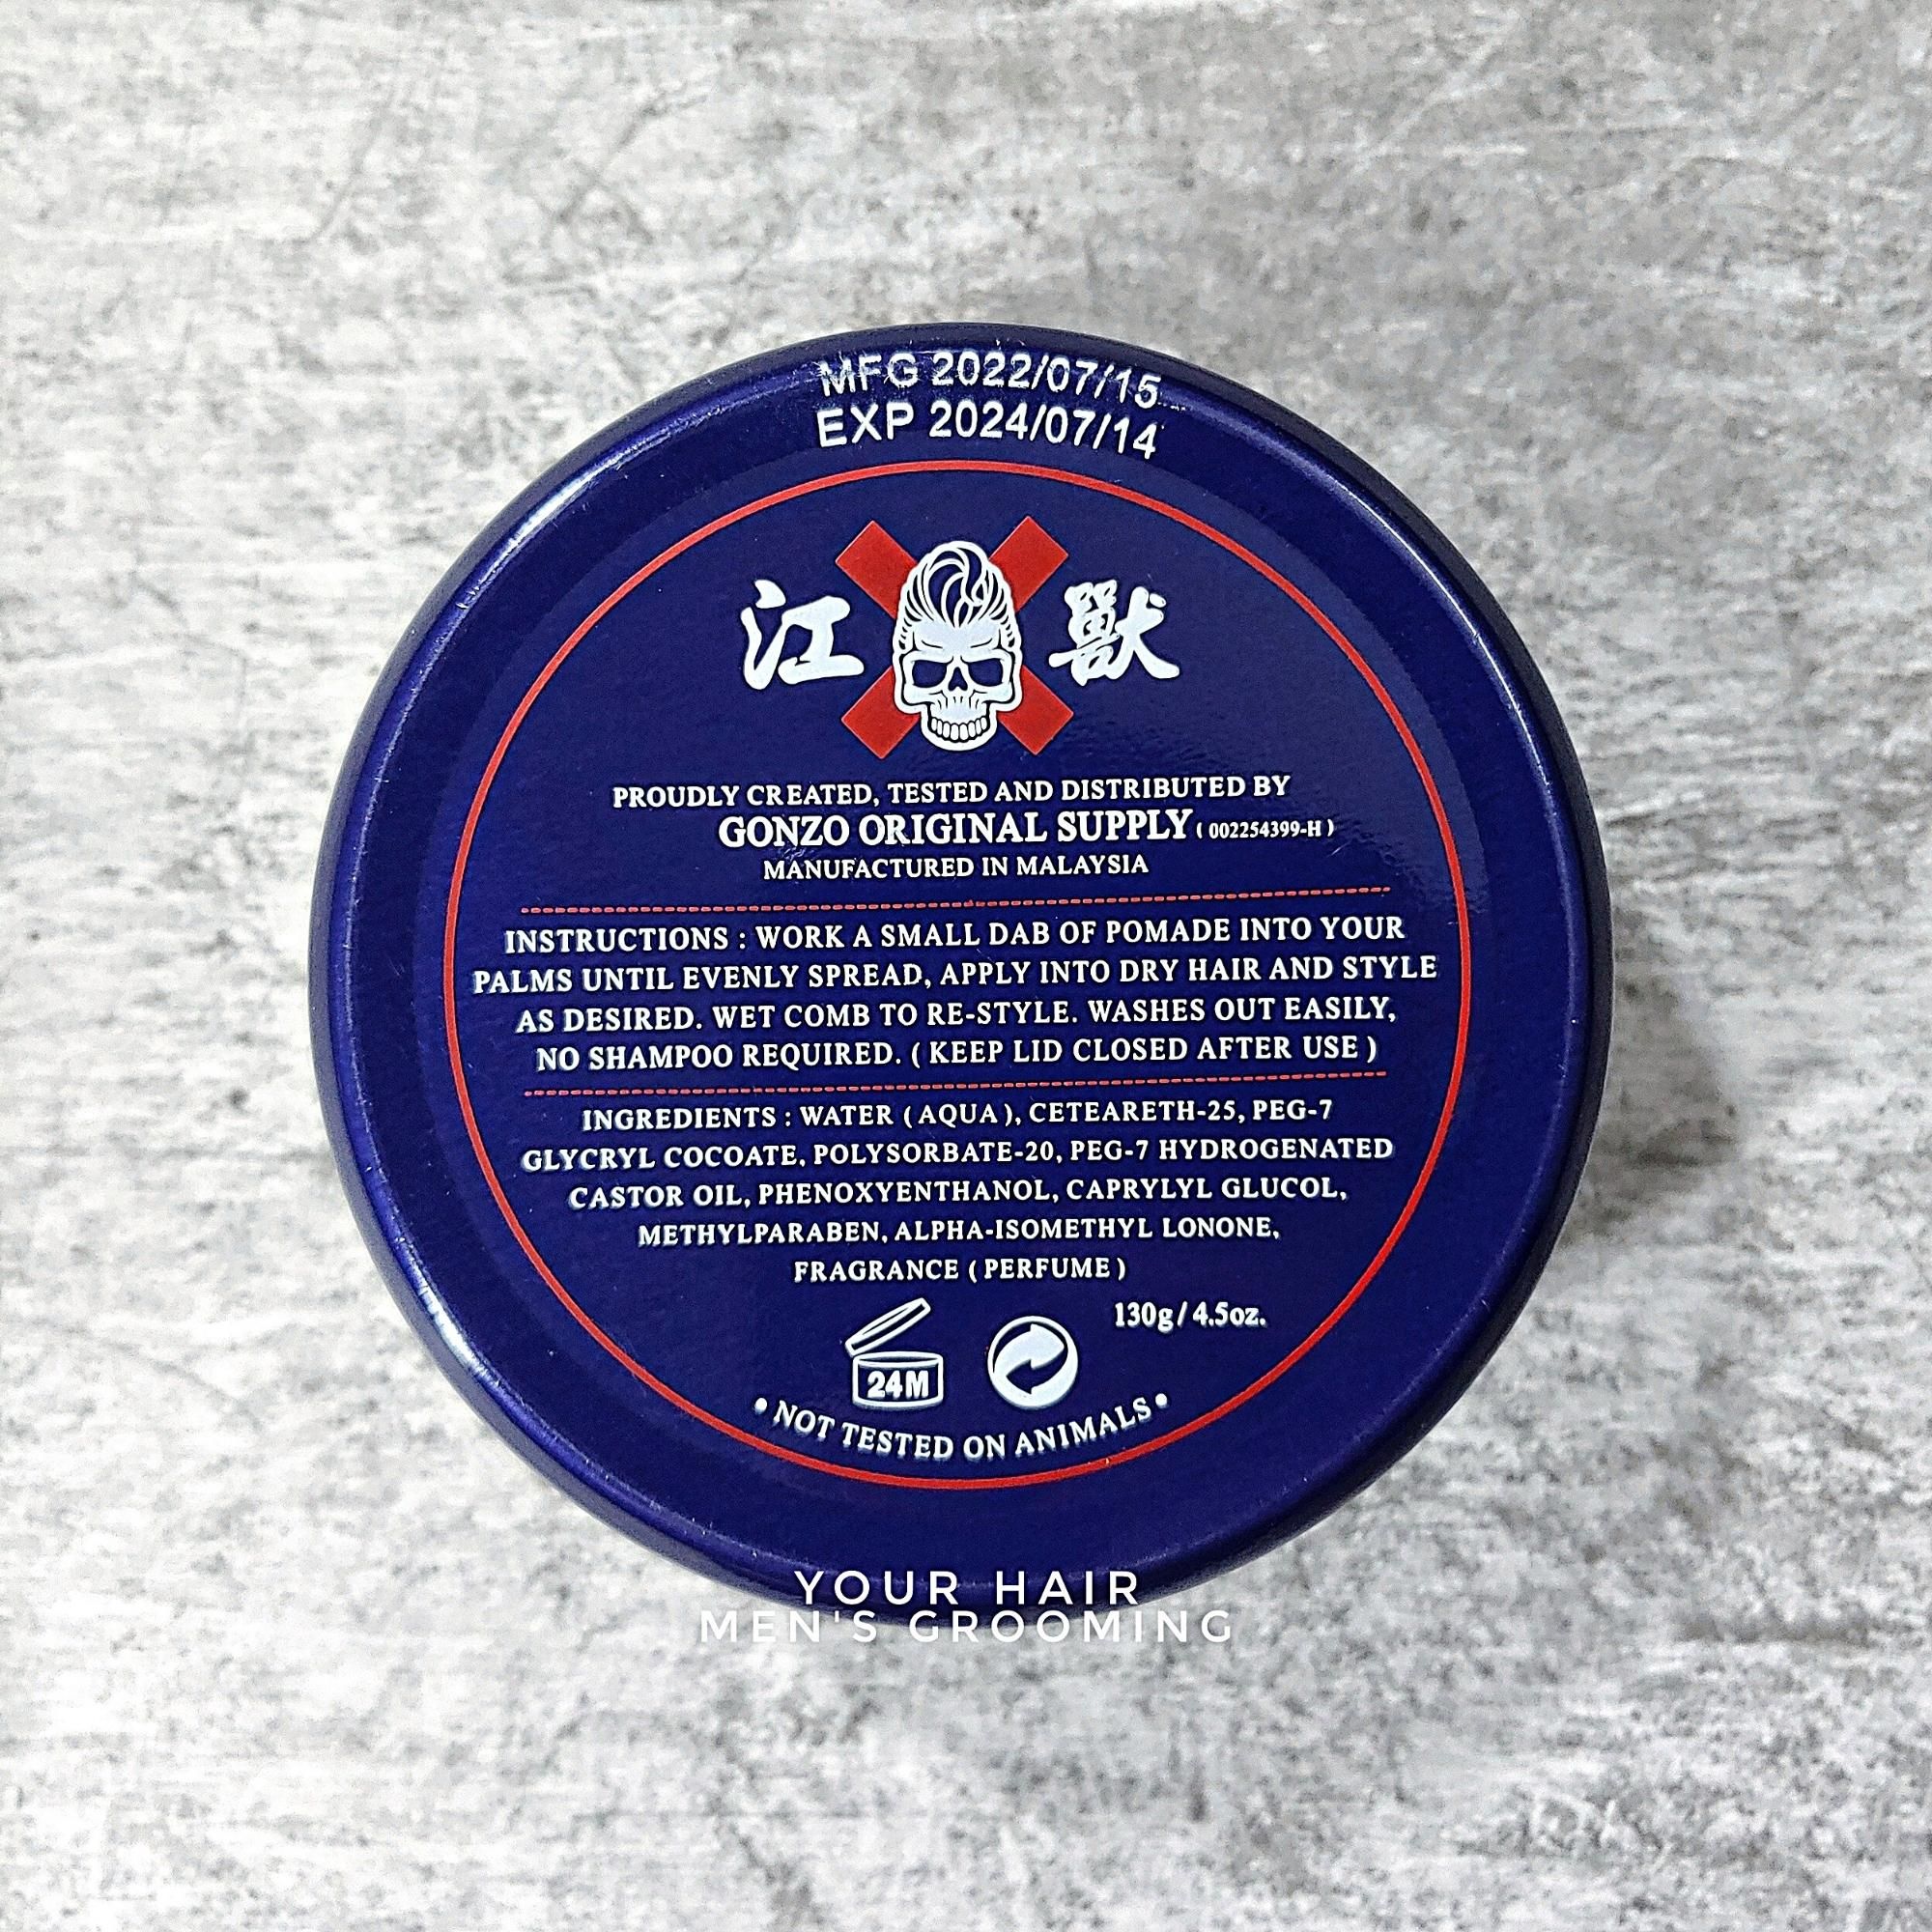 MFG 2022/07/15
EXP 2024/07/14
江 獸
PROUDLY CREATED, TESTED AND DISTRIBUTED BY
GONZO ORIGINAL SUPPLY ( 002254399-H )
MANUFACTURED IN MALAYSIA
INSTRUCTIONS : WORK A SMALL DAB OF POMADE INTO YOUR
PALMS UNTIL EVENLY SPREAD, APPLY INTO DRY HAIR AND STYLE
AS DESIRED. WET COMB TO RE-STYLE. WASHES OUT EASILY,
NO SHAMPOO REQUIRED. ( KEEP LID CLOSED AFTER USE )
INGREDIENTS : WATER ( AQUA ), CETEARETH-25, PEG-7
GLYCRYL COCOATE, POLYSORBATE-20, PEG-7 HYDROGENATED
CASTOR OIL, PHENOXYENTHANOL, CAPRYLYL GLUCOL,
METHYLPARABEN, ALPHA-ISOMETHYL LONONE,
FRAGRANCE ( PERFUME )
130g / 4.5oz.
24M
• NOT TESTED ON ANIMALS •
YOUR HAIR
MEN'S GROOMING